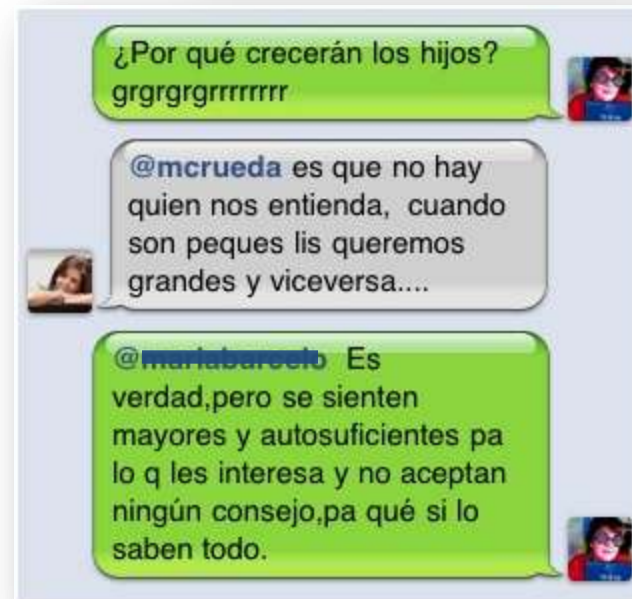 ¿Por qué crecerán los hijos?
grgrgrgrrrrrrrr
@mcrueda es que no hay
quien nos entienda, cuando
son peques lis queremos
grandes y viceversa....
@ Es
verdad,pero se sienten
mayores y autosuficientes pa
lo q les interesa y no aceptan
ningún consejo,pa qué si lo
saben todo.